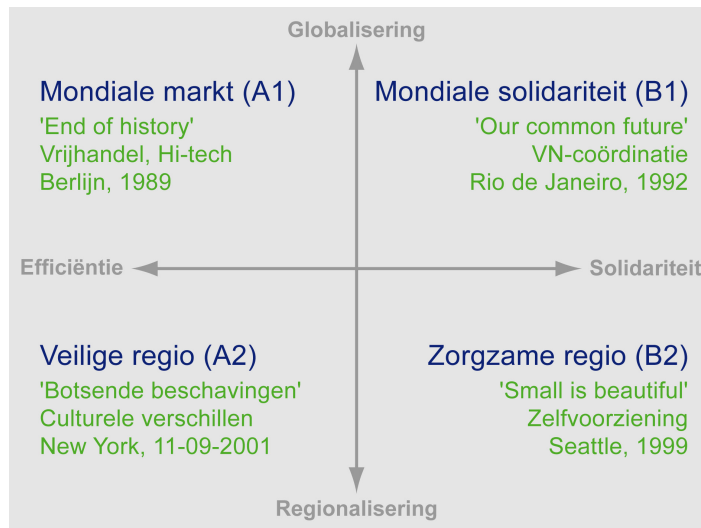 Globalisering
Mondiale markt (A1)
'End of history'
Vrijhandel, Hi-tech
Berlijn, 1989
Mondiale solidariteit (B1)
'Our common future'
VN-coördinatie
Rio de Janeiro, 1992
Efficiëntie
Solidariteit
Veilige regio (A2)
'Botsende beschavingen'
Culturele verschillen
New York, 11-09-2001
Zorgzame regio (B2)
'Small is beautiful'
Zelfvoorziening
Seattle, 1999
Regionalisering